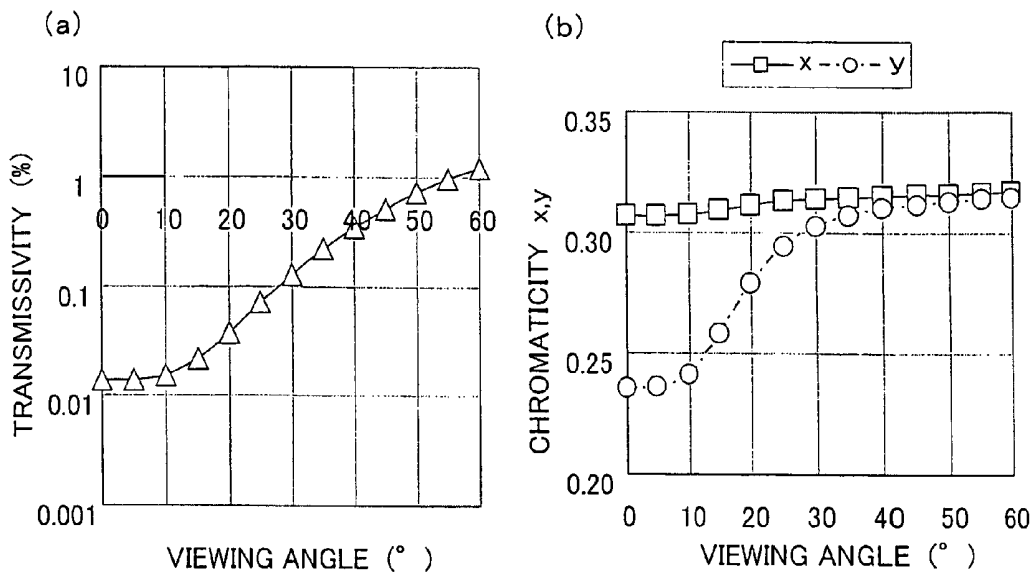 (a)
10
1
0.1
0.01
0.001
0 10 20 30 40 50 60
TRANSMISSIVITY (%)
VIEWING ANGLE (° )
(b)
x y
0.35
0.30
0.25
0.20
0 10 20 30 40 50 60
CHROMATICITY x,y
VIEWING ANGLE (° )